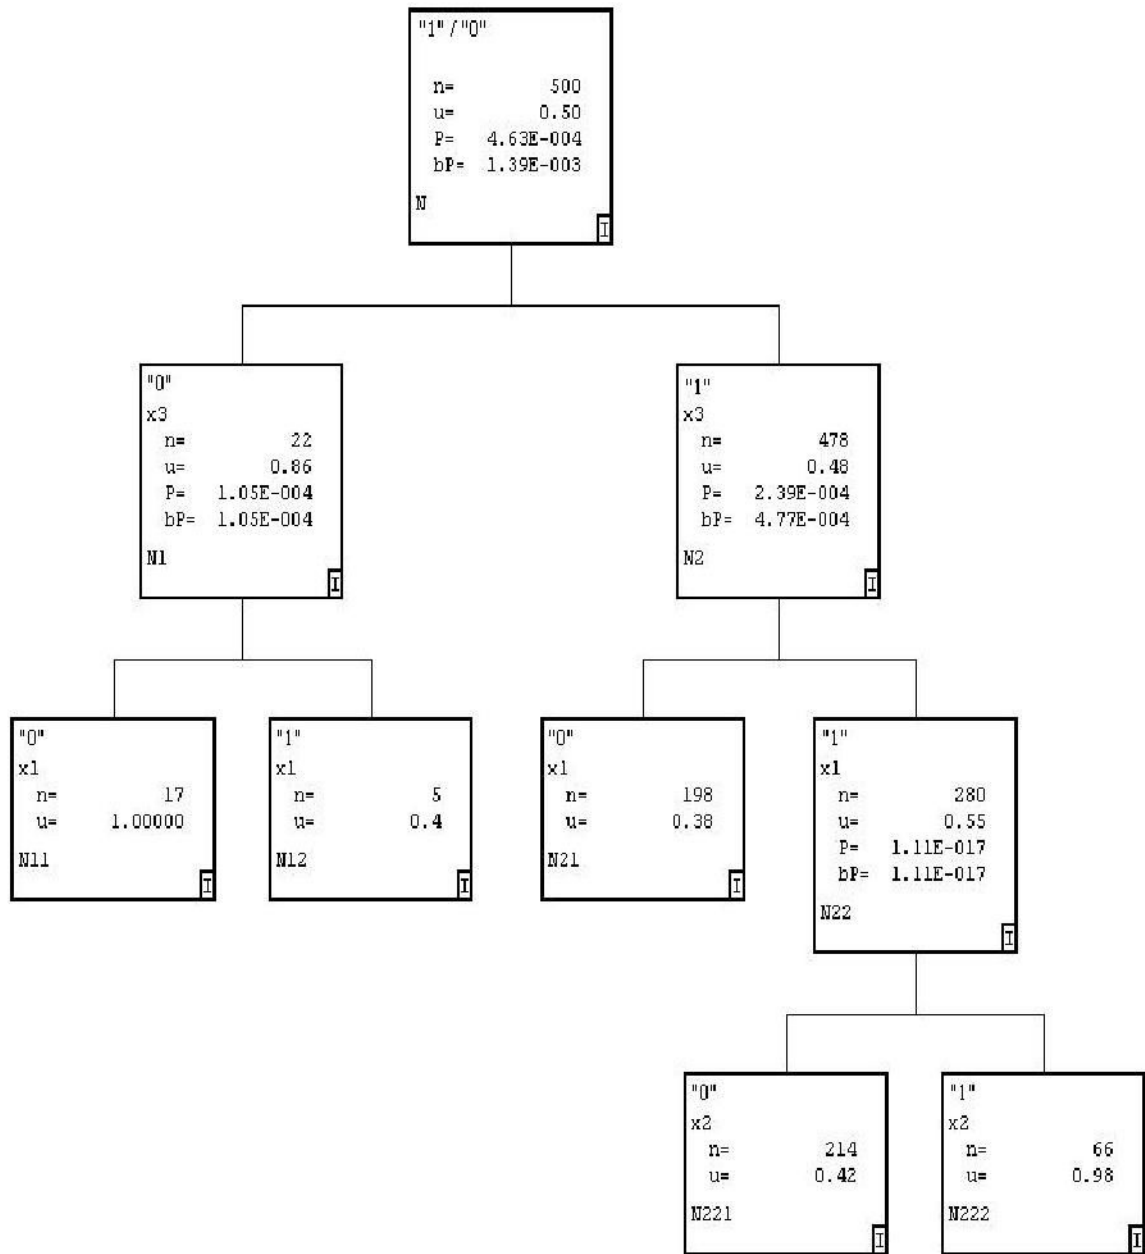 "1" / "0"
n= 500
u= 0.50
P= 4.63E-004
bP= 1.39E-003
N
I
"0"
x3
n= 22
u= 0.86
P= 1.05E-004
bP= 1.05E-004
N1
I
"1"
x3
n= 478
u= 0.48
P= 2.39E-004
bP= 4.77E-004
N2
I
"0"
x1
n= 17
u= 1.00000
N11
I
"1"
x1
n= 5
u= 0.4
N12
I
"0"
x1
n= 198
u= 0.38
N21
I
"1"
x1
n= 280
u= 0.55
P= 1.11E-017
bP= 1.11E-017
N22
I
"0"
x2
n= 214
u= 0.42
N221
I
"1"
x2
n= 66
u= 0.98
N222
I